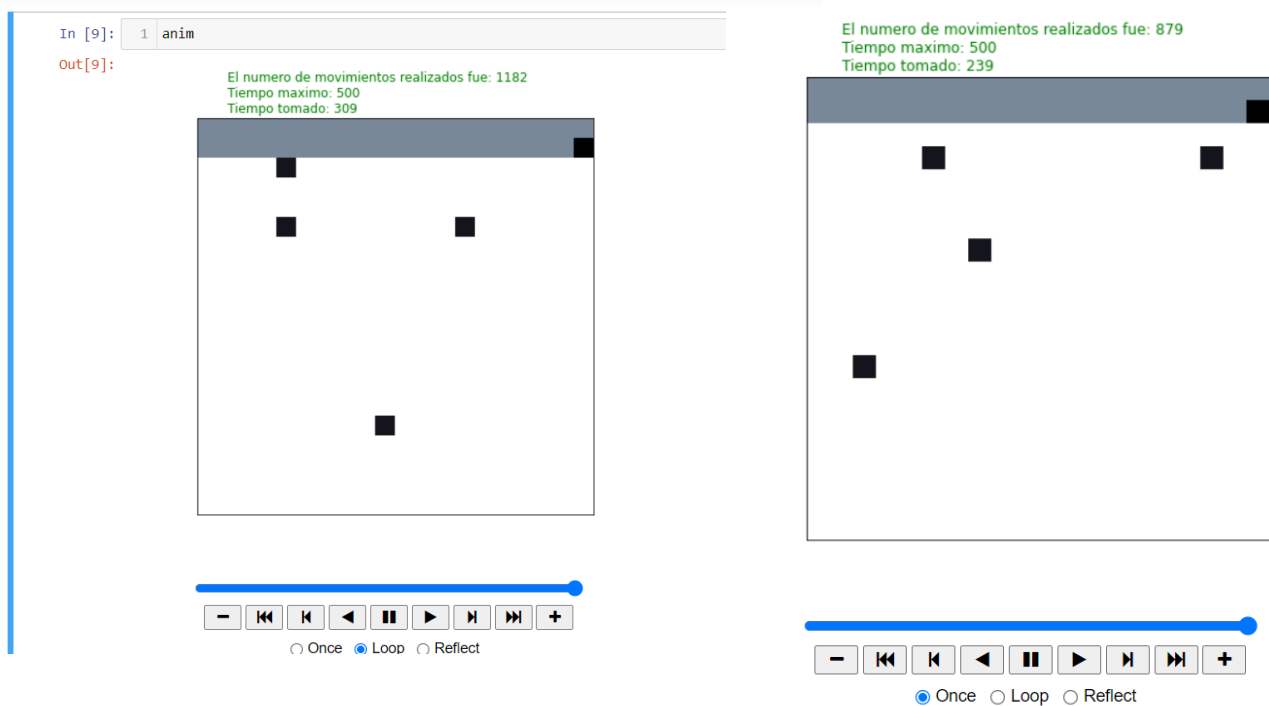 In [9]: 1 anim
Out[9]:
El numero de movimientos realizados fue: 1182
Tiempo maximo: 500
Tiempo tomado: 309
Once Loop Reflect
El numero de movimientos realizados fue: 879
Tiempo maximo: 500
Tiempo tomado: 239
Once Loop Reflect